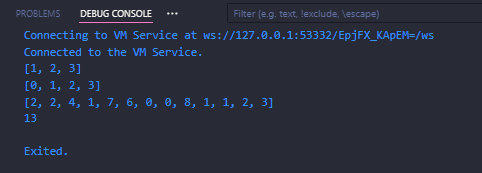 PROBLEMS DEBUG CONSOLE ••• Filter (e.g. text, !exclude, \escape)
Connecting to VM Service at ws://127.0.0.1:53332/EpjFX_KApEM=/ws
Connected to the VM Service.
[1, 2, 3]
[0, 1, 2, 3]
[2, 2, 4, 1, 7, 6, 0, 0, 8, 1, 1, 2, 3]
13
Exited.